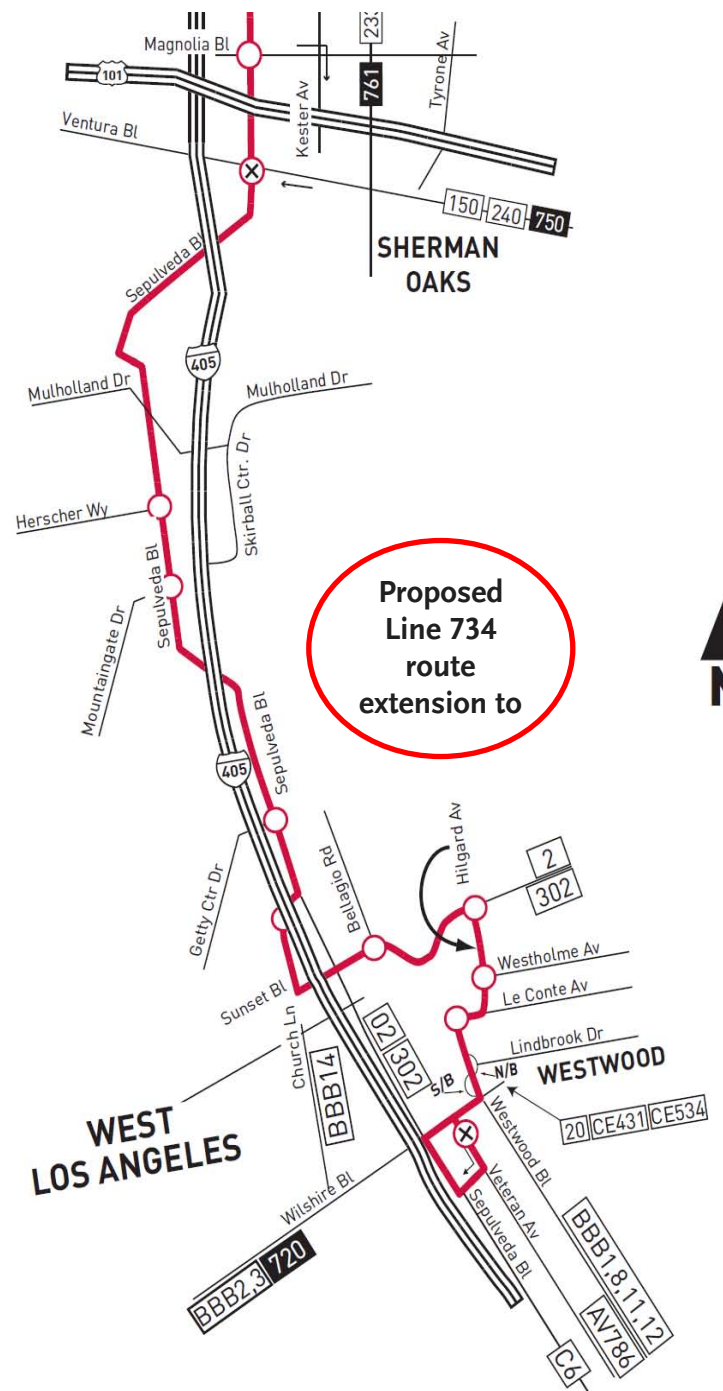 233
Magnolia Bl
101
761
Kester Av
Tyrone Av
Ventura Bl
150 240 750
SHERMAN
OAKS
Sepulveda Bl
405
Mulholland Dr
Mulholland Dr
Skirball Ctr. Dr
Herscher Wy
Sepulveda Bl
Mountaingate Dr
Proposed
Line 734
route
extension to
N
Sepulveda Bl
405
Hilgard Av
Bellagio Rd
2
302
Getty Ctr Dr
Westholme Av
Sunset Bl
Le Conte Av
Church Ln
02 302
Lindbrook Dr
BBB14
S/B
N/B
WESTWOOD
20 CE431 CE534
WEST
LOS ANGELES
Westwood Bl
Wilshire Bl
Veteran Av
Sepulveda Bl
BBB2,3 720
BBB1,8,11,12
AV786
C6